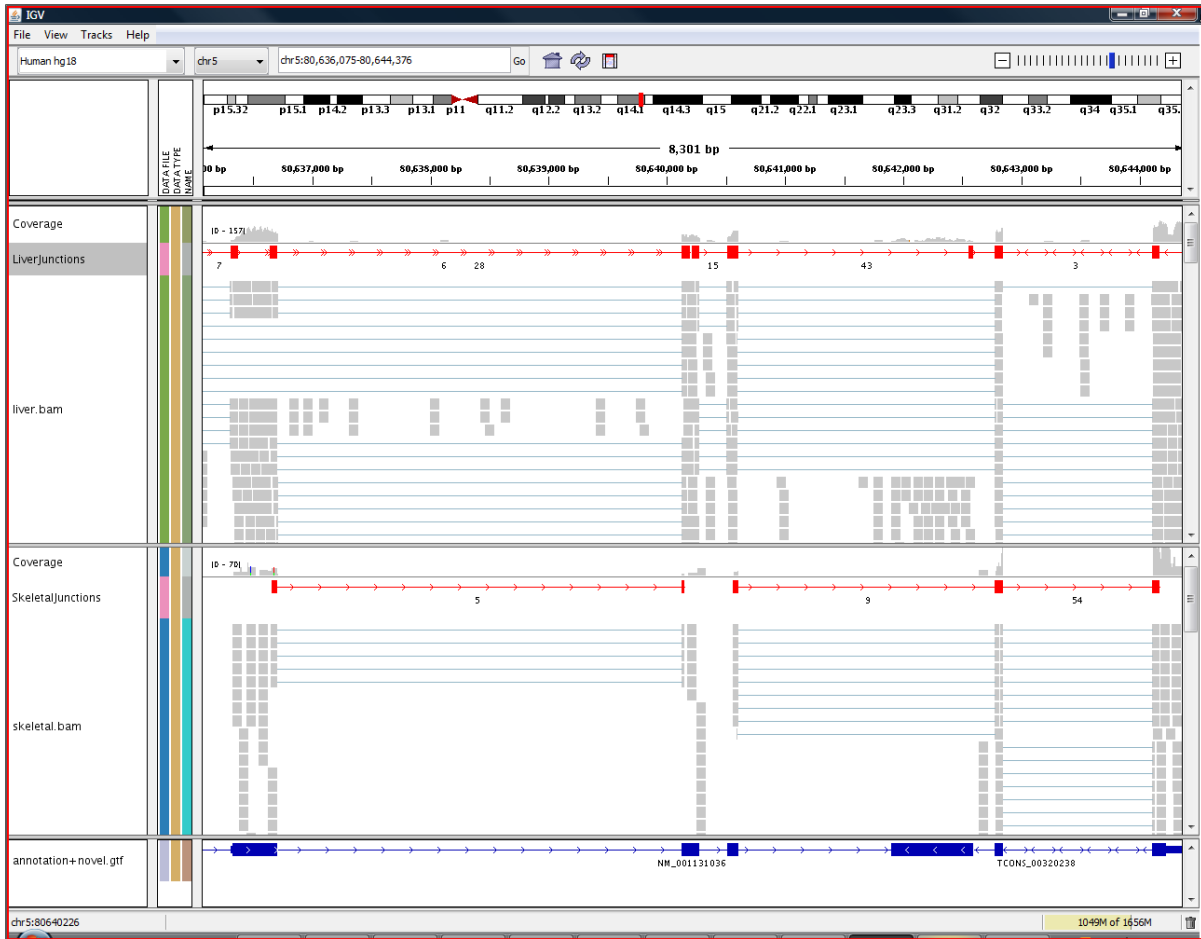 IGV
File View Tracks Help
Human hg18 chr5 chr5:80,636,075-80,644,376 Go
p15.32 p15.1 p14.2 p13.3 p13.1 p11 q11.2 q12.2 q13.2 q14.1 q14.3 q15 q21.2 q22.1 q23.1 q23.3 q31.2 q32 q33.2 q34 q35.1 q35.
8,301 bp
DATA FILE
DATA TYPE
NAME
00 bp 80,637,000 bp 80,638,000 bp 80,639,000 bp 80,640,000 bp 80,641,000 bp 80,642,000 bp 80,643,000 bp 80,644,000 bp
Coverage
[0 - 157]
LiverJunctions
7 6 28 15 43 3
liver.bam
Coverage
[0 - 70]
SkeletalJunctions
5 9 54
skeletal.bam
annotation+novel.gtf
NM_001131036 TCONS_00320238
chr5:80640226 1049M of 1656M